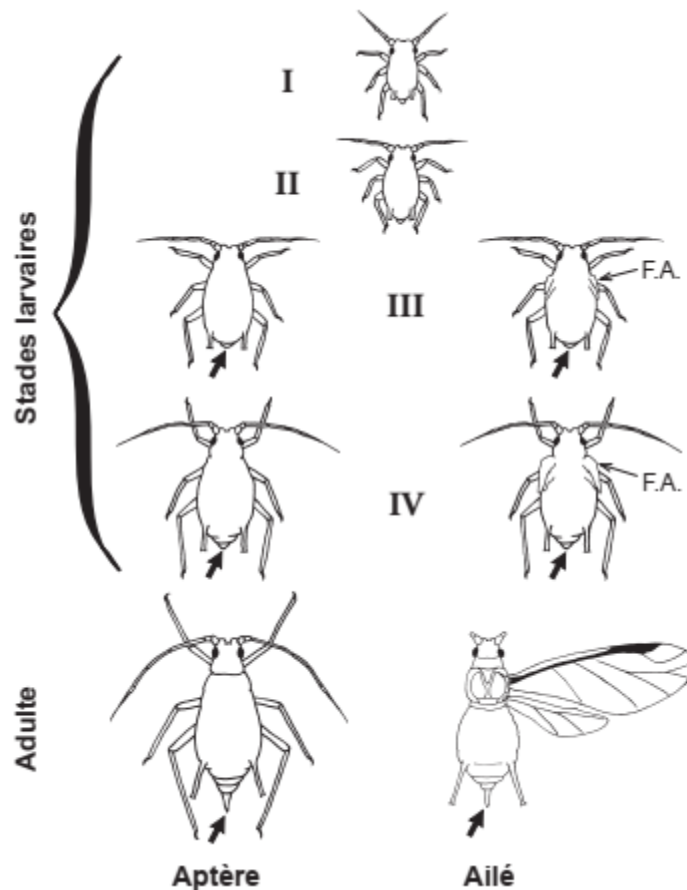 I
II
Stades larvaires
III
F.A.
IV
F.A.
Adulte
Aptère
Ailé